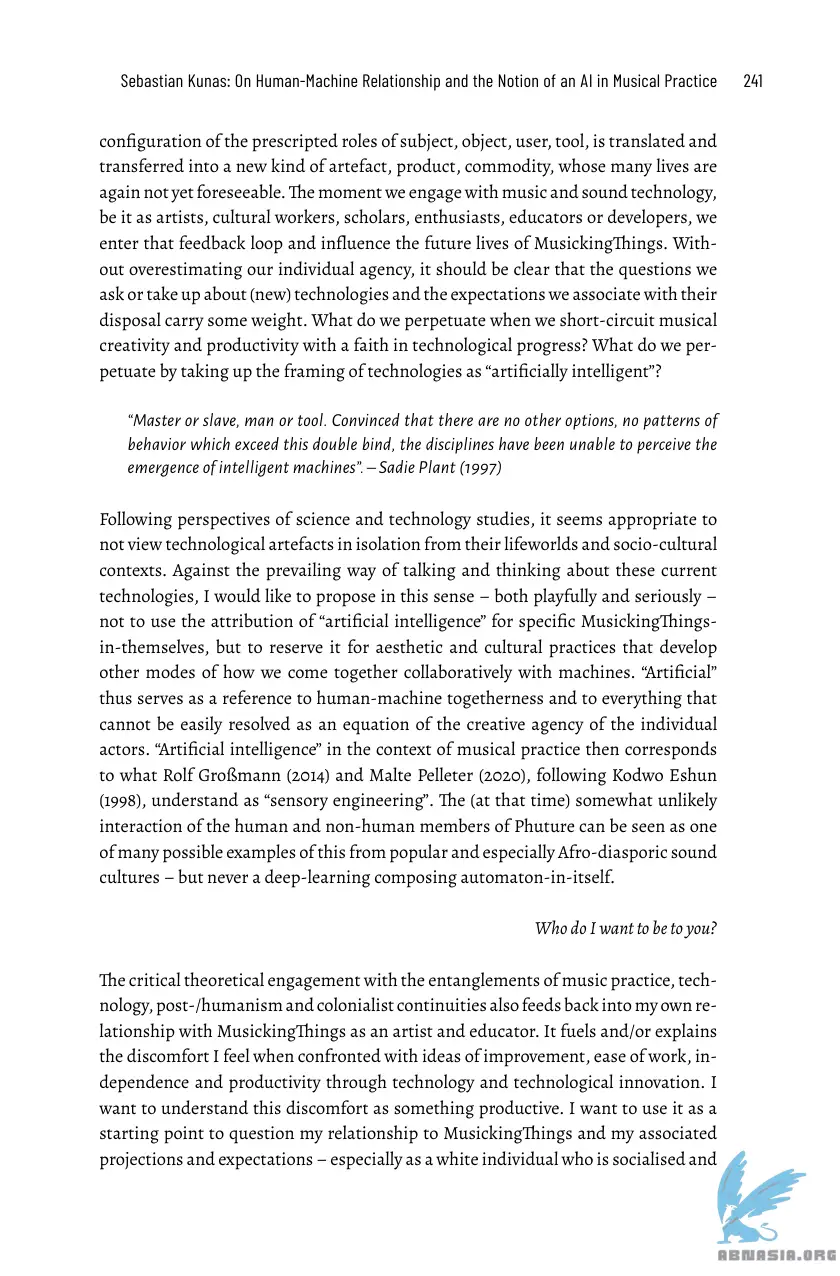 Sebastian Kunas: On Human-Machine Relationship and the Notion of an AI in Musical Practice 241
configuration of the prescripted roles of subject, object, user, tool, is translated and
transferred into a new kind of artefact, product, commodity, whose many lives are
again not yet foreseeable. The moment we engage with music and sound technology,
be it as artists, cultural workers, scholars, enthusiasts, educators or developers, we
enter that feedback loop and influence the future lives of MusickingThings. With-
out overestimating our individual agency, it should be clear that the questions we
ask or take up about (new) technologies and the expectations we associate with their
disposal carry some weight. What do we perpetuate when we short-circuit musical
creativity and productivity with a faith in technological progress? What do we per-
petuate by taking up the framing of technologies as “artificially intelligent”?
“Master or slave, man or tool. Convinced that there are no other options, no patterns of
behavior which exceed this double bind, the disciplines have been unable to perceive the
emergence of intelligent machines”. – Sadie Plant (1997)
Following perspectives of science and technology studies, it seems appropriate to
not view technological artefacts in isolation from their lifeworlds and socio-cultural
contexts. Against the prevailing way of talking and thinking about these current
technologies, I would like to propose in this sense – both playfully and seriously –
not to use the attribution of “artificial intelligence” for specific MusickingThings-
in-themselves, but to reserve it for aesthetic and cultural practices that develop
other modes of how we come together collaboratively with machines. “Artificial”
thus serves as a reference to human-machine togetherness and to everything that
cannot be easily resolved as an equation of the creative agency of the individual
actors. “Artificial intelligence” in the context of musical practice then corresponds
to what Rolf Großmann (2014) and Malte Pelleter (2020), following Kodwo Eshun
(1998), understand as “sensory engineering”. The (at that time) somewhat unlikely
interaction of the human and non-human members of Phuture can be seen as one
of many possible examples of this from popular and especially Afro-diasporic sound
cultures – but never a deep-learning composing automaton-in-itself.
Who do I want to be to you?
The critical theoretical engagement with the entanglements of music practice, tech-
nology, post-/humanism and colonialist continuities also feeds back into my own re-
lationship with MusickingThings as an artist and educator. It fuels and/or explains
the discomfort I feel when confronted with ideas of improvement, ease of work, in-
dependence and productivity through technology and technological innovation. I
want to understand this discomfort as something productive. I want to use it as a
starting point to question my relationship to MusickingThings and my associated
projections and expectations – especially as a white individual who is socialised and
ABNASIA.ORG